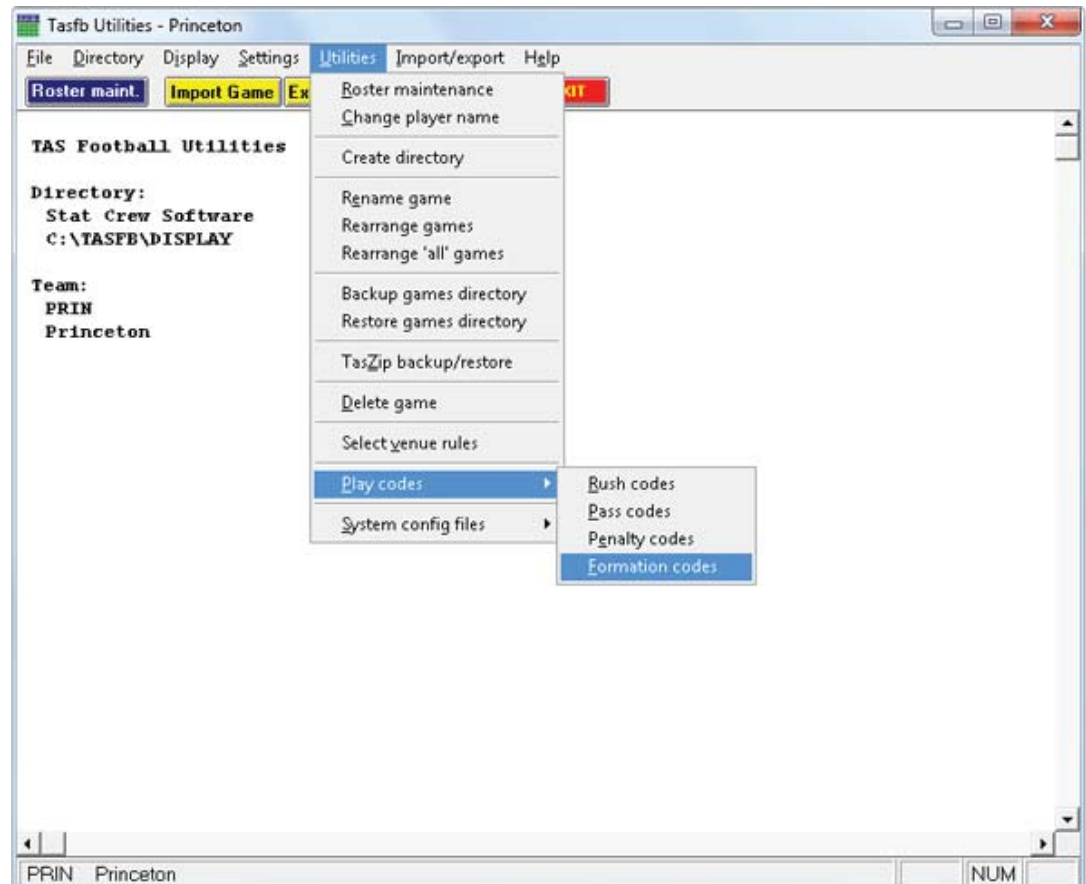 Tasfb Utilities - Princeton
File Directory Display Settings Utilities Import/export Help
Roster maint. Import Game Ex XIT
Roster maintenance
Change player name
Create directory
Rename game
Rearrange games
Rearrange 'all' games
Backup games directory
Restore games directory
TasZip backup/restore
Delete game
Select venue rules
Play codes
System config files
Rush codes
Pass codes
Penalty codes
Formation codes
TAS Football Utilities
Directory:
Stat Crew Software
C:\TASFB\DISPLAY
Team:
PRIN
Princeton
PRIN Princeton NUM